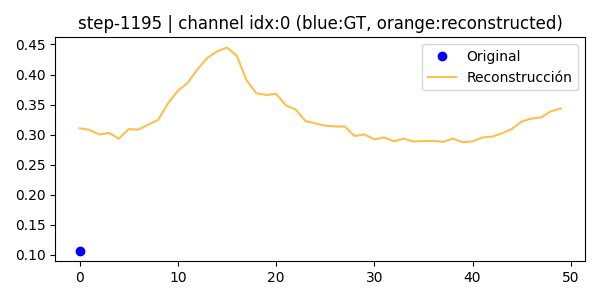 step-1195 | channel idx:0 (blue:GT, orange:reconstructed)
Original
Reconstrucción
0.45
0.40
0.35
0.30
0.25
0.20
0.15
0.10
0 10 20 30 40 50